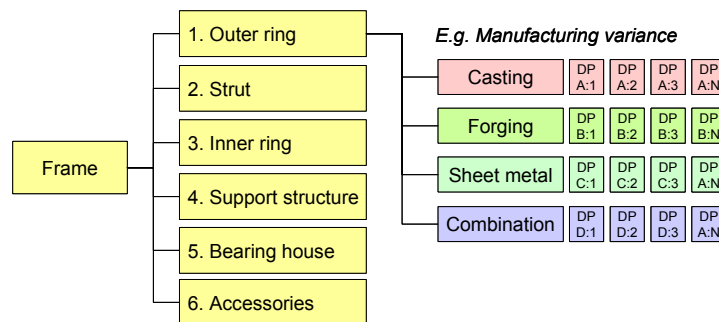 E.g. Manufacturing variance
Frame
1. Outer ring
2. Strut
3. Inner ring
4. Support structure
5. Bearing house
6. Accessories
Casting
DP
A:1
DP
A:2
DP
A:3
DP
A:N
Forging
DP
B:1
DP
B:2
DP
B:3
DP
B:N
Sheet metal
DP
C:1
DP
C:2
DP
C:3
DP
A:N
Combination
DP
D:1
DP
D:2
DP
D:3
DP
A:N